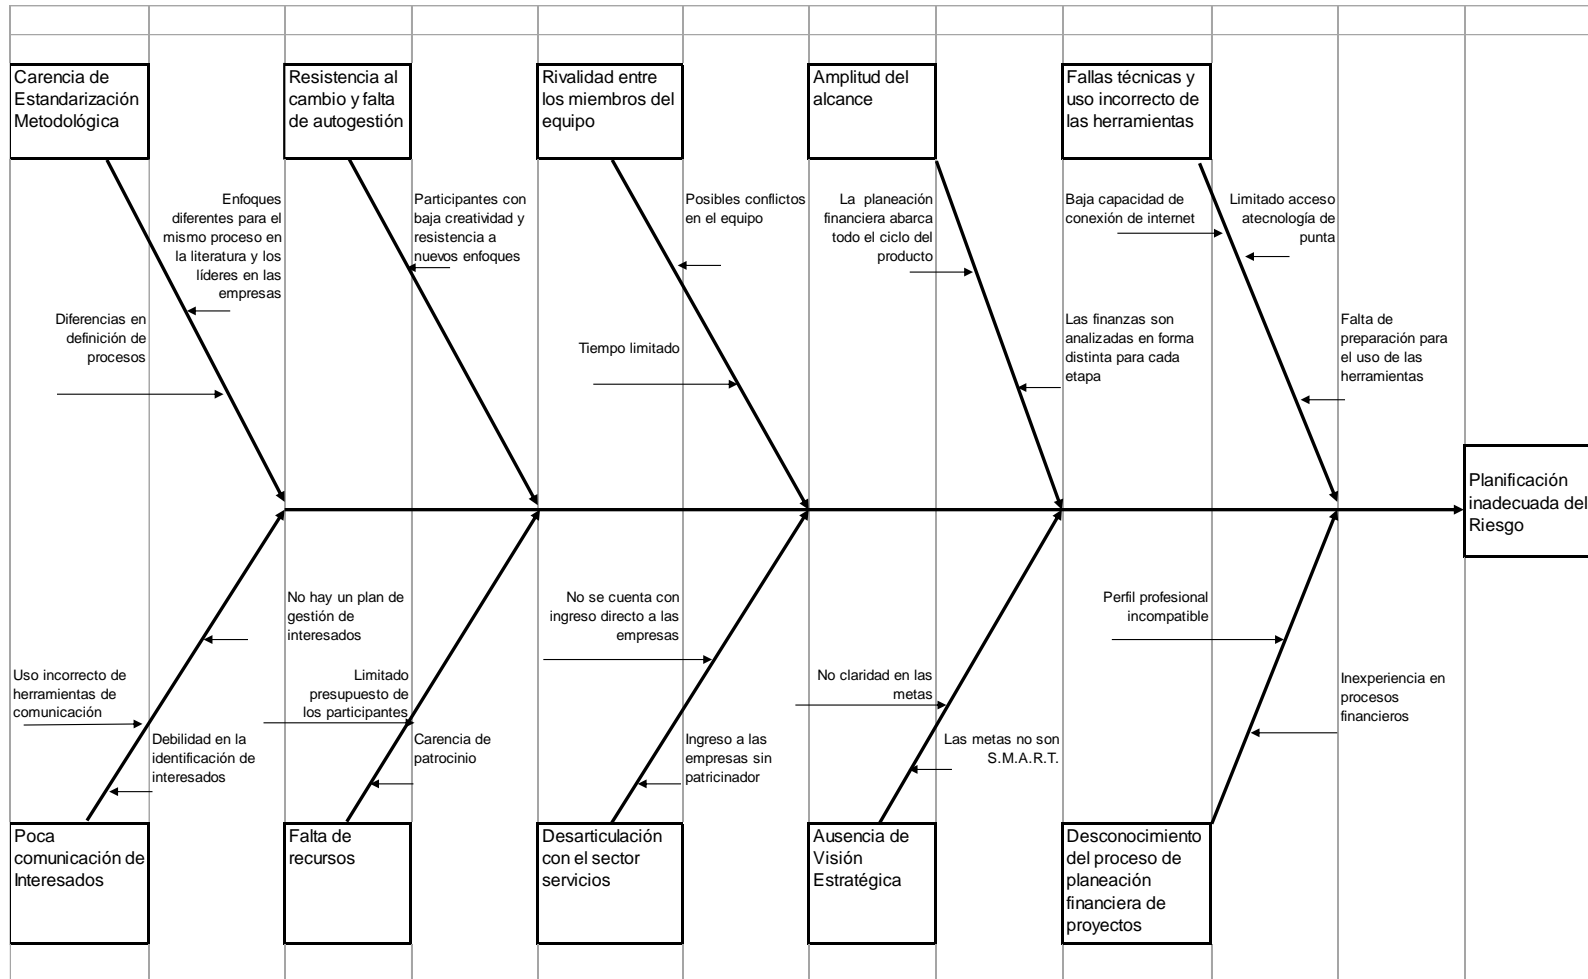 Carencia de
Estandarización
Metodológica
Resistencia al
cambio y falta
de autogestión
Rivalidad entre
los miembros del
equipo
Amplitud del
alcance
Fallas técnicas y
uso incorrecto de
las herramientas
Enfoques
diferentes para el
mismo proceso en
la literatura y los
líderes en las
empresas
Participantes con
baja creatividad y
resistencia a
nuevos enfoques
Posibles conflictos
en el equipo
La planeación
financiera abarca
todo el ciclo del
producto
Baja capacidad de
conexión de internet
Limitado acceso
atecnología de
punta
Diferencias en
definición de
procesos
Tiempo limitado
Las finanzas son
analizadas en forma
distinta para cada
etapa
Falta de
preparación para
el uso de las
herramientas
Planificación
inadecuada del
Riesgo
No hay un plan de
gestión de
interesados
No se cuenta con
ingreso directo a las
empresas
Perfil profesional
incompatible
Uso incorrecto de
herramientas de
comunicación
Limitado
presupuesto de
los participantes
No claridad en las
metas
Inexperiencia en
procesos
financieros
Debilidad en la
identificación de
interesados
Carencia de
patrocinio
Ingreso a las
empresas sin
patricinador
Las metas no son
S.M.A.R.T.
Poca
comunicación de
Interesados
Falta de
recursos
Desarticulación
con el sector
servicios
Ausencia de
Visión
Estratégica
Desconocimiento
del proceso de
planeación
financiera de
proyectos